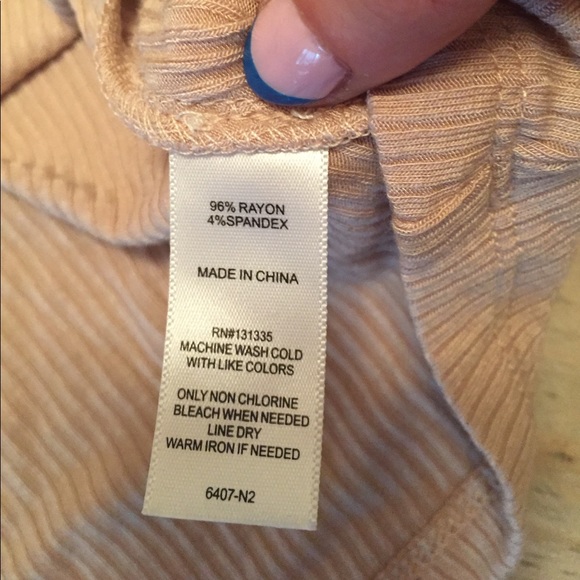 96% RAYON
4%SPANDEX
MADE IN CHINA
RN#131335
MACHINE WASH COLD
WITH LIKE COLORS
ONLY NON CHLORINE
BLEACH WHEN NEEDED
LINE DRY
WARM IRON IF NEEDED
6407-N2